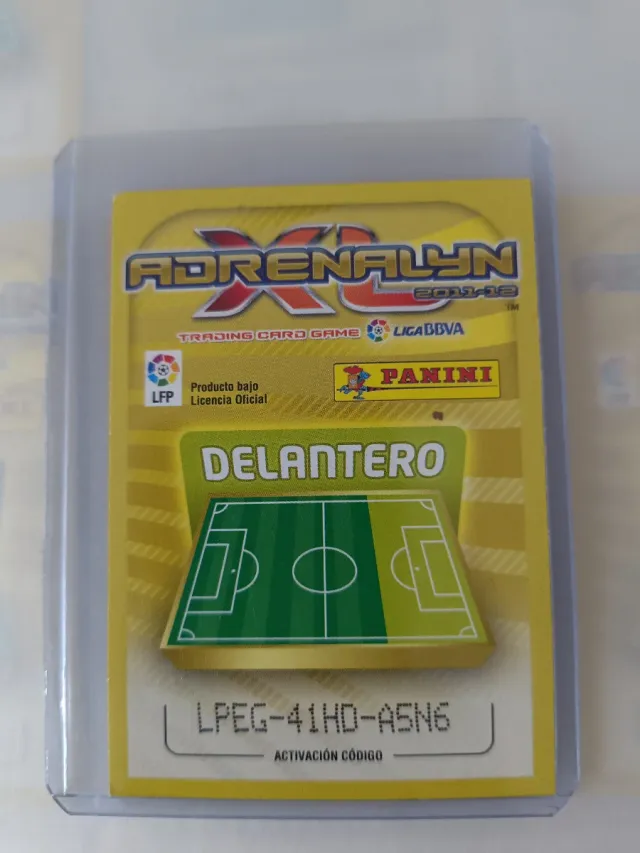 ADRENALYN
XL
2011-12
TM
TRADING CARD GAME LIGA BBVA
LFP
Producto bajo
Licencia Oficial
PANINI
DELANTERO
LPEG-41HD-A5N6
ACTIVACIÓN CÓDIGO